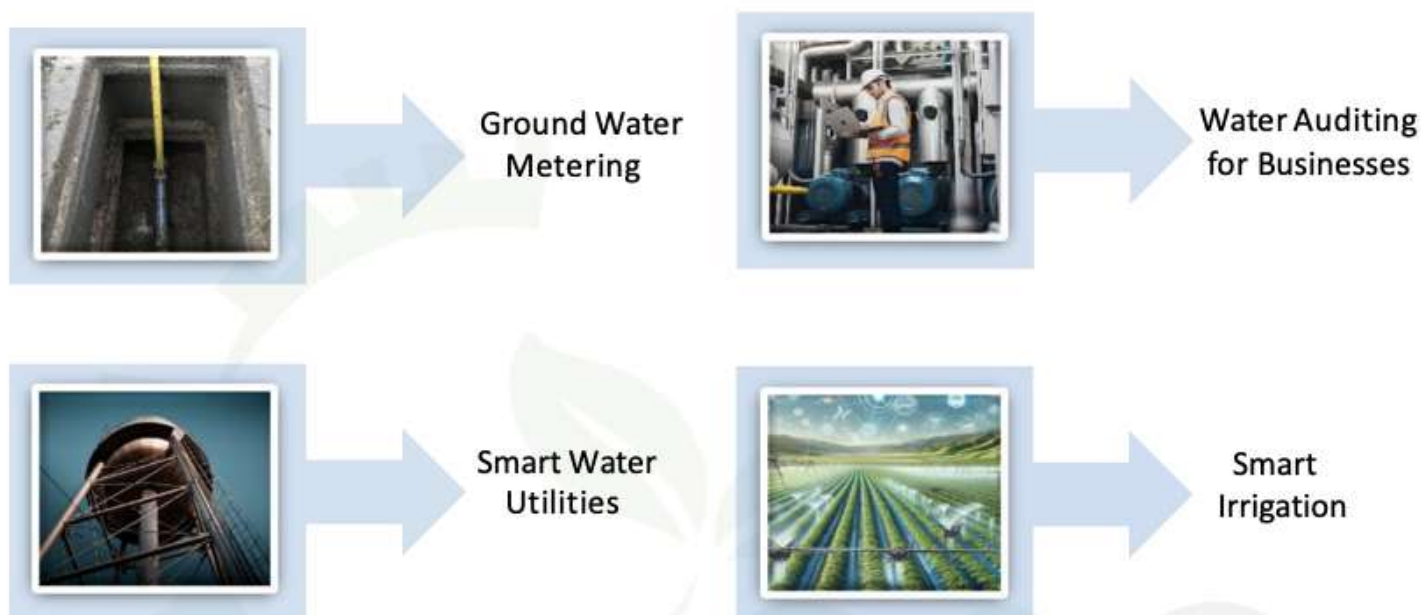 Ground Water
Metering
Water Auditing
for Businesses
Smart Water
Utilities
Smart
Irrigation